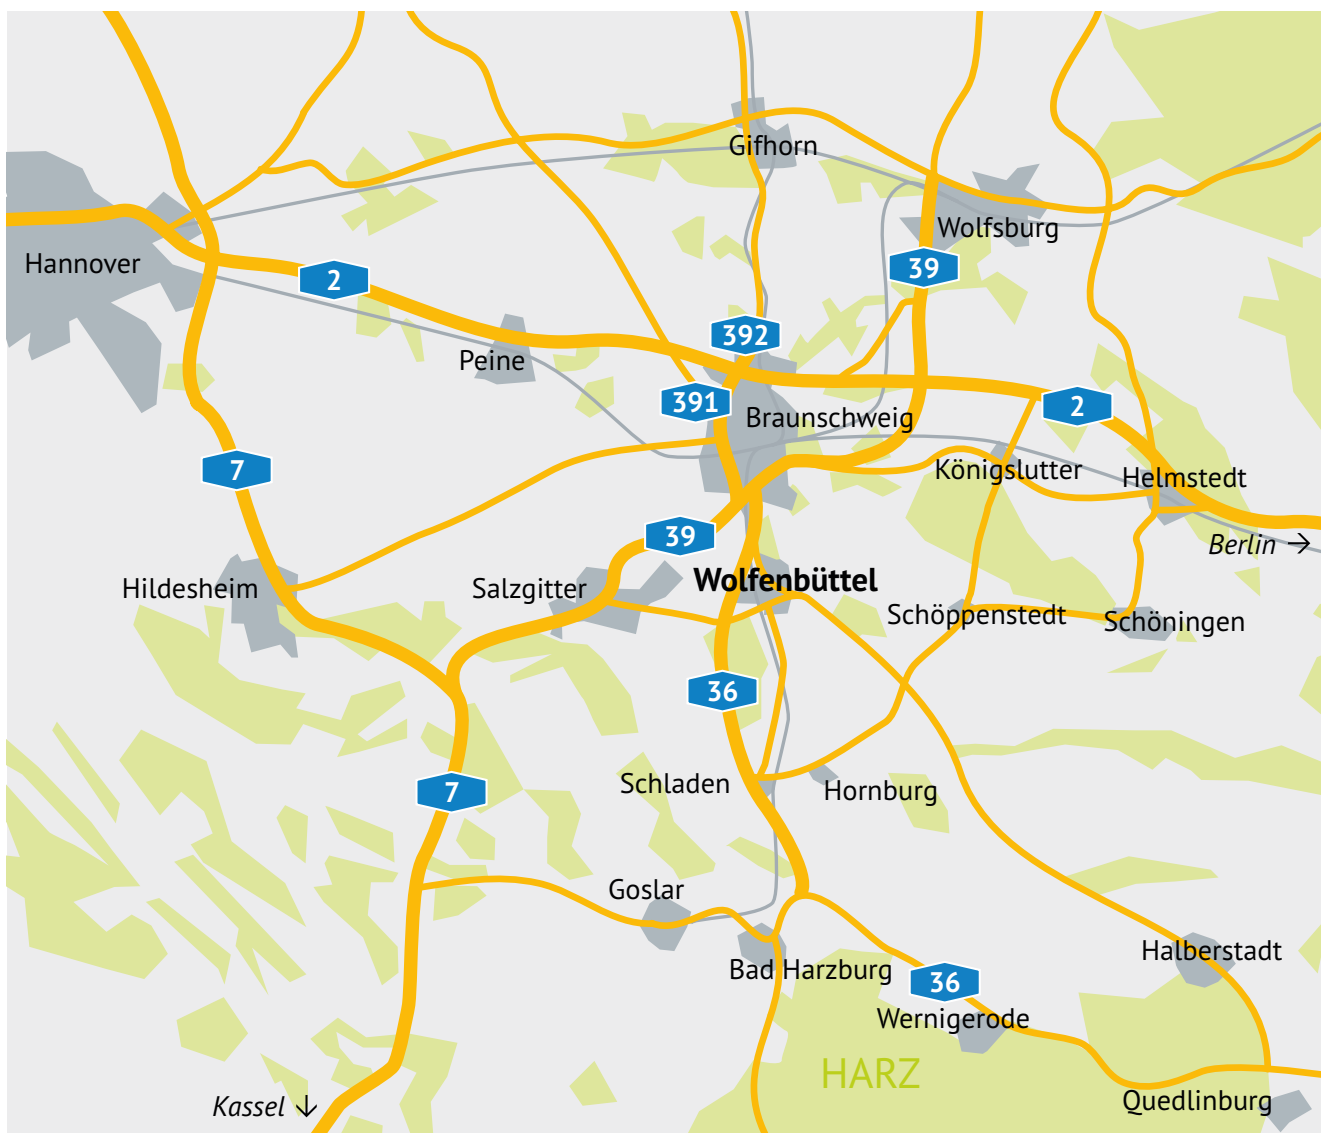 Gifhorn
Wolfsburg
Hannover
39
2
392
Peine
391
2
Braunschweig
7
Königslutter
Helmstedt
39
Berlin →
Hildesheim
Salzgitter
Wolfenbüttel
Schöppenstedt
Schöningen
36
Schladen
Hornburg
7
Goslar
Halberstadt
Bad Harzburg
36
Wernigerode
HARZ
Kassel ↓
Quedlinburg